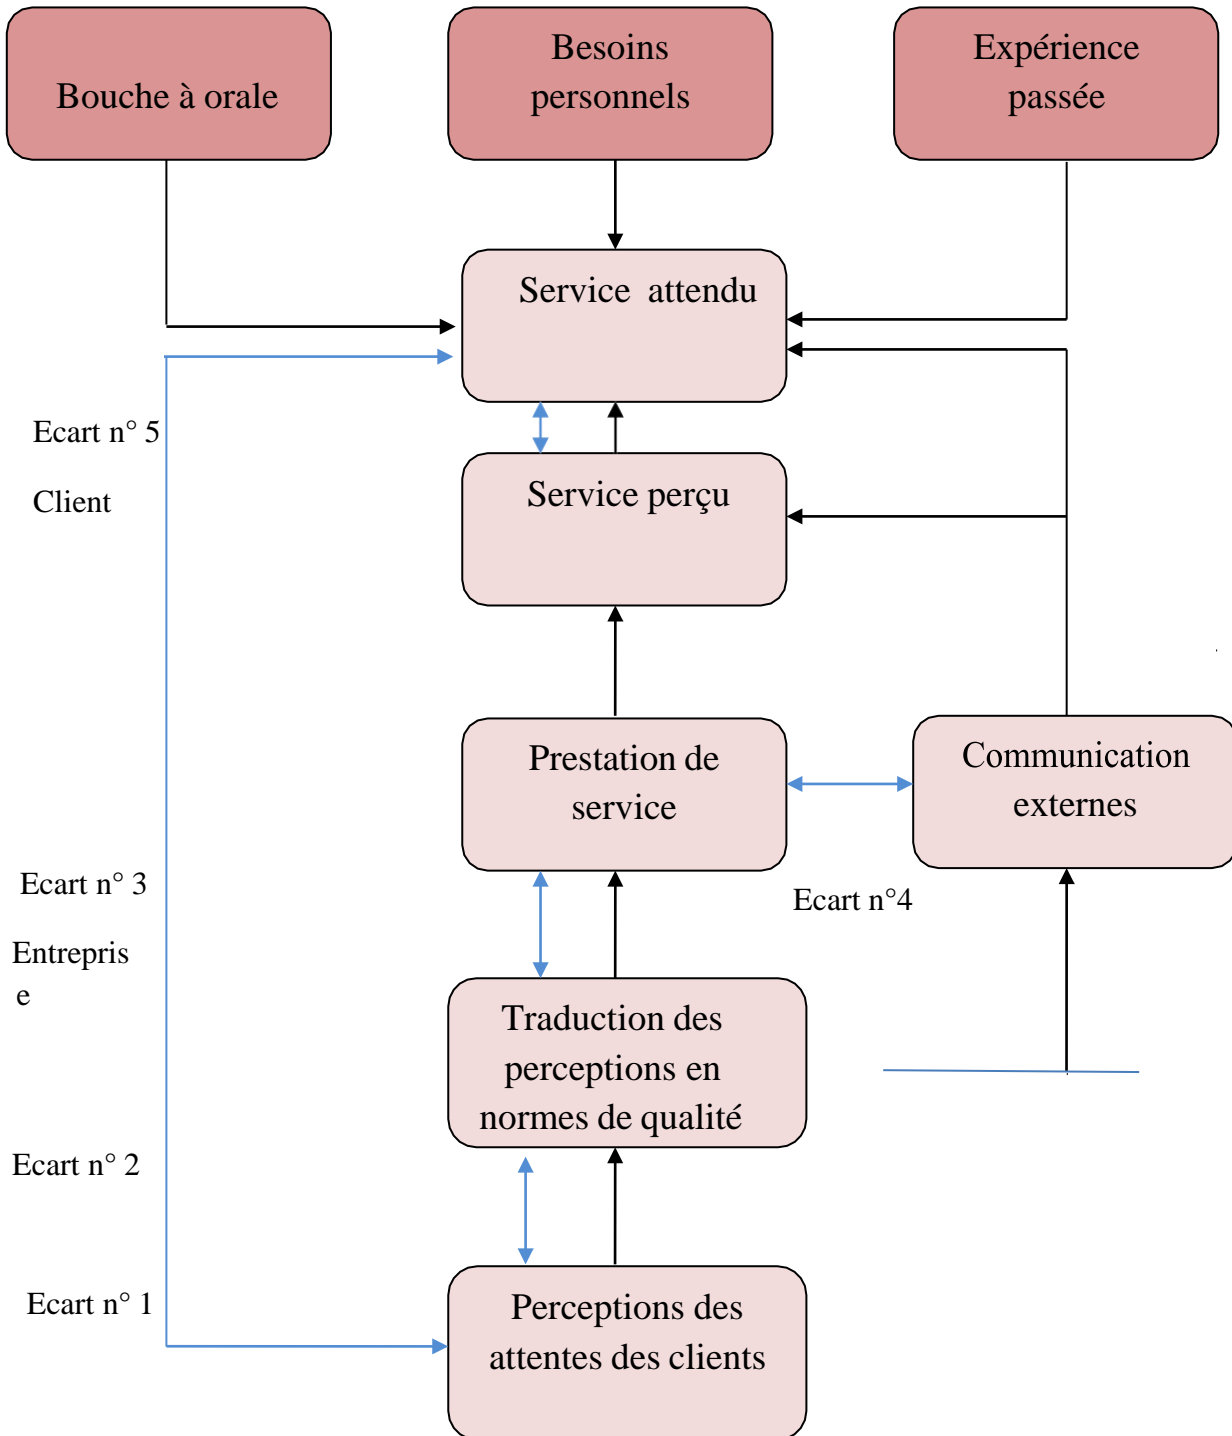 Bouche à orale
Besoins
personnels
Expérience
passée
Service attendu
Ecart n° 5
Client
Service perçu
Prestation de
service
Communication
externes
Ecart n° 3
Ecart n°4
Entrepris
e
Traduction des
perceptions en
normes de qualité
Ecart n° 2
Ecart n° 1
Perceptions des
attentes des clients